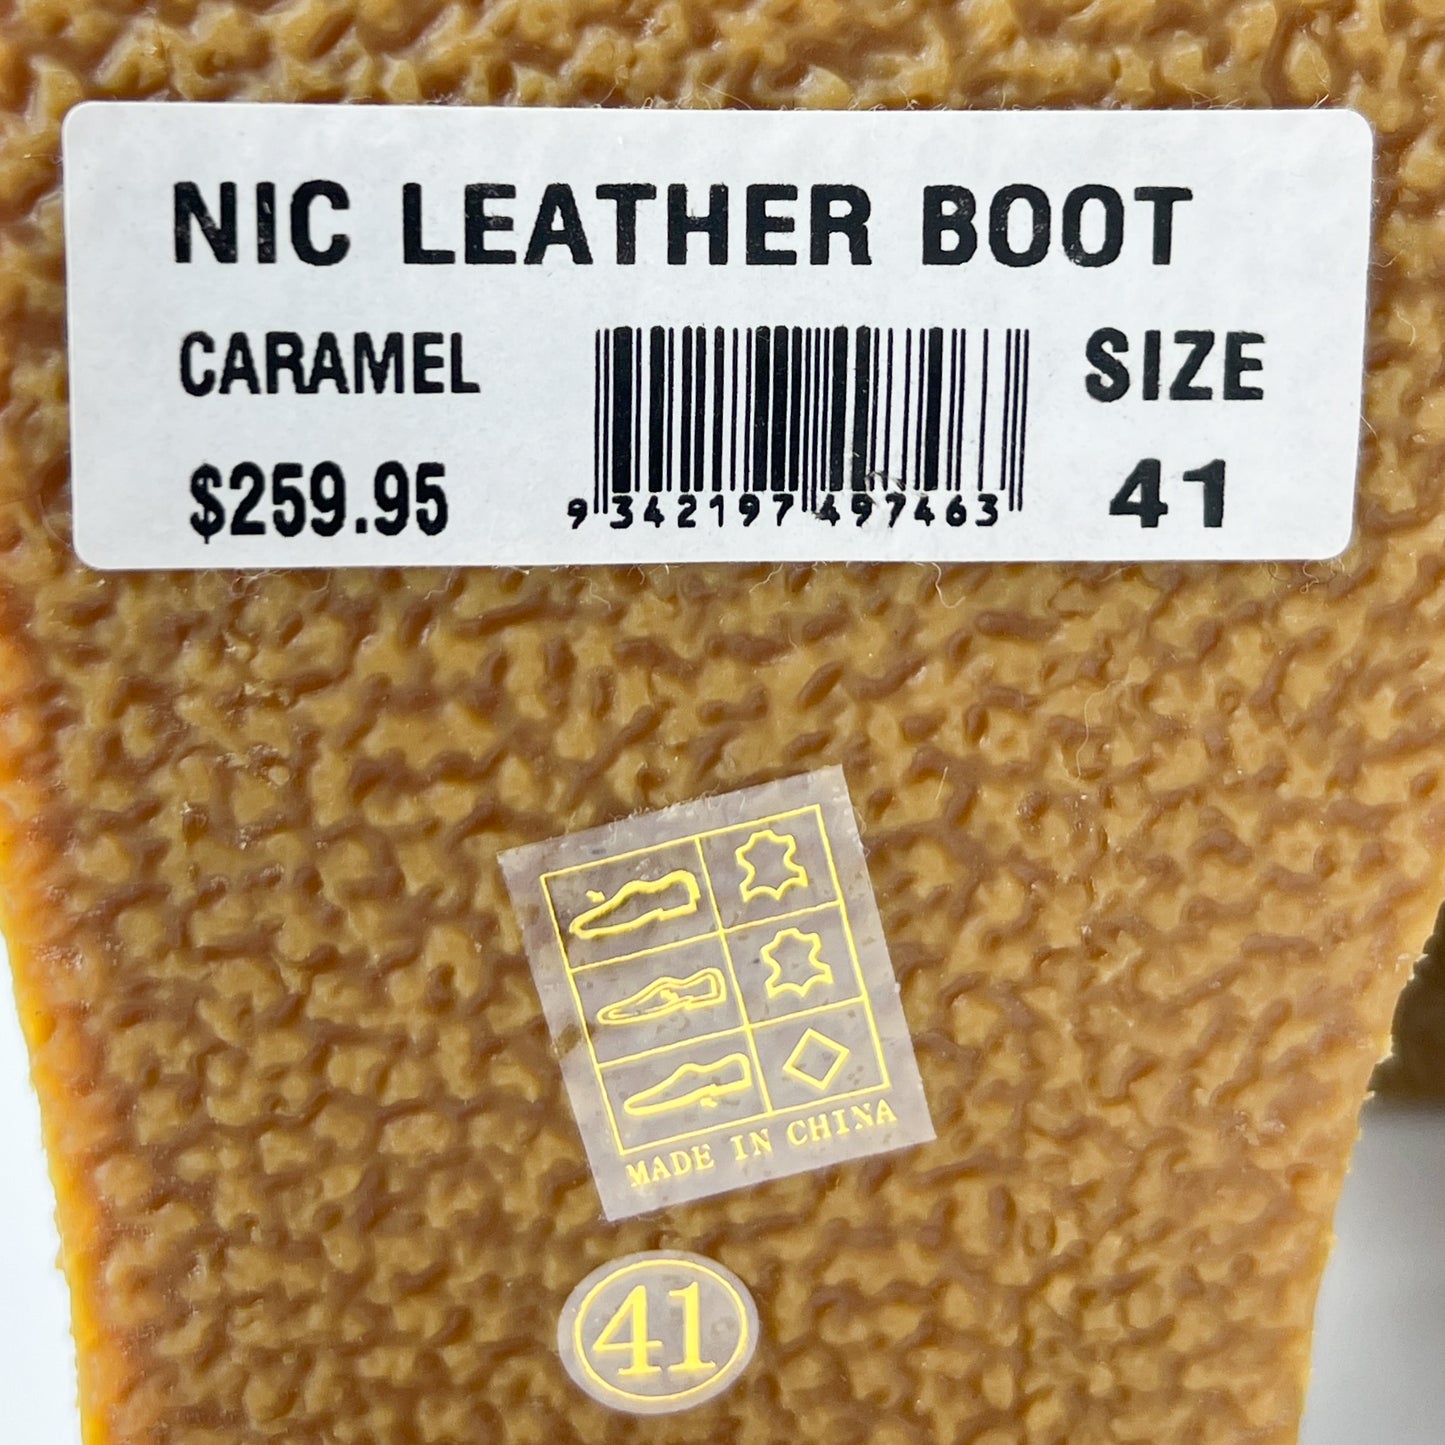 NIC LEATHER BOOT
CARAMEL
SIZE
$259.95
9 342197 497463
41
MADE IN CHINA
41